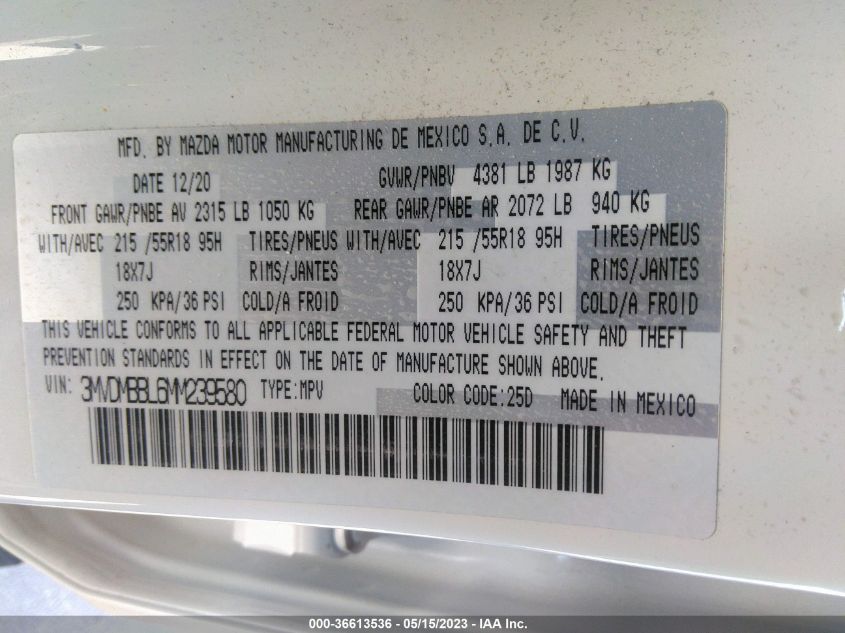 MFD. BY MAZDA MOTOR MANUFACTURING DE MEXICO S.A. DE C.V.
DATE 12/20 GVWR/PNBV 4381 LB 1987 KG
FRONT GAWR/PNBE AV 2315 LB 1050 KG REAR GAWR/PNBE AR 2072 LB 940 KG
WITH/AVEC 215 /55R18 95H TIRES/PNEUS WITH/AVEC 215 /55R18 95H TIRES/PNEUS
18X7J RIMS/JANTES 18X7J RIMS/JANTES
250 KPA/36 PSI COLD/A FROID 250 KPA/36 PSI COLD/A FROID
THIS VEHICLE CONFORMS TO ALL APPLICABLE FEDERAL MOTOR VEHICLE SAFETY AND THEFT
PREVENTION STANDARDS IN EFFECT ON THE DATE OF MANUFACTURE SHOWN ABOVE.
VIN: 3MVDMBBL6MM239580 TYPE:MPV COLOR CODE:25D MADE IN MEXICO
000-36613536 - 05/15/2023 - IAA Inc.